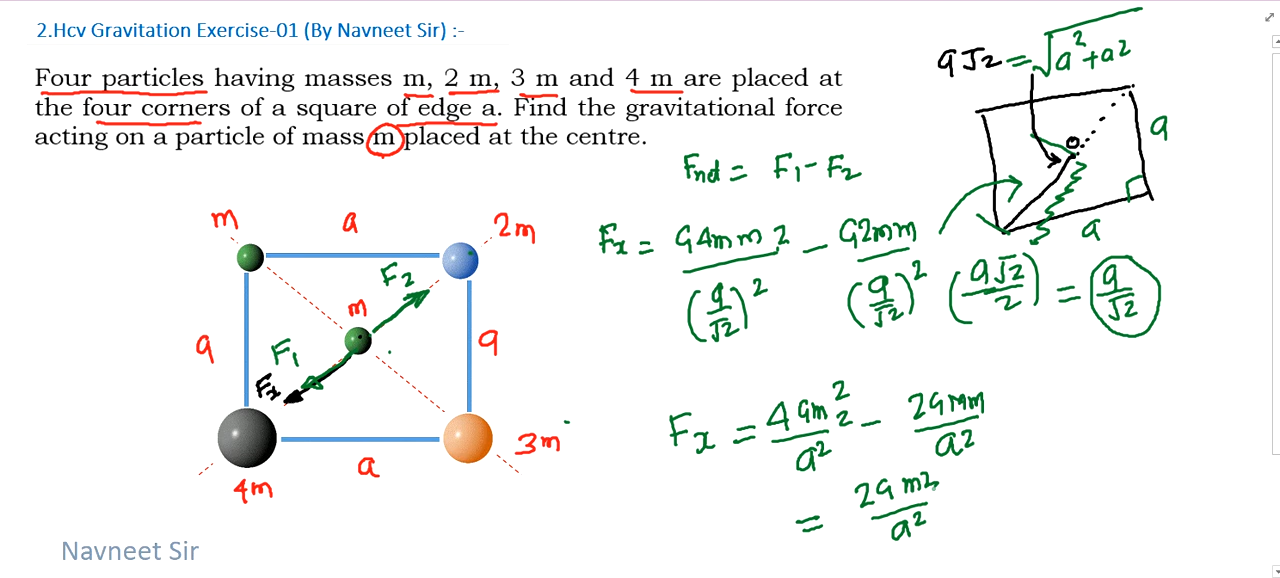 2.Hcv Gravitation Exercise-01 (By Navneet Sir) :-
Four particles having masses m, 2 m, 3 m and 4 m are placed at
the four corners of a square of edge a. Find the gravitational force
acting on a particle of mass m placed at the centre.
a√2 = √a²+a²
a
a
Fnet = F₁ - F₂
Fx = G4mm / (a/√2)² - G2mm / (a/√2)²
(a√2/2) = a/√2
Fx = 4Gm² 2 / a² - 2Gmm / a²
= 2Gm² / a²
m
a
2m
F₂
m
a
a
F₁
Fx
3m
a
4m
Navneet Sir